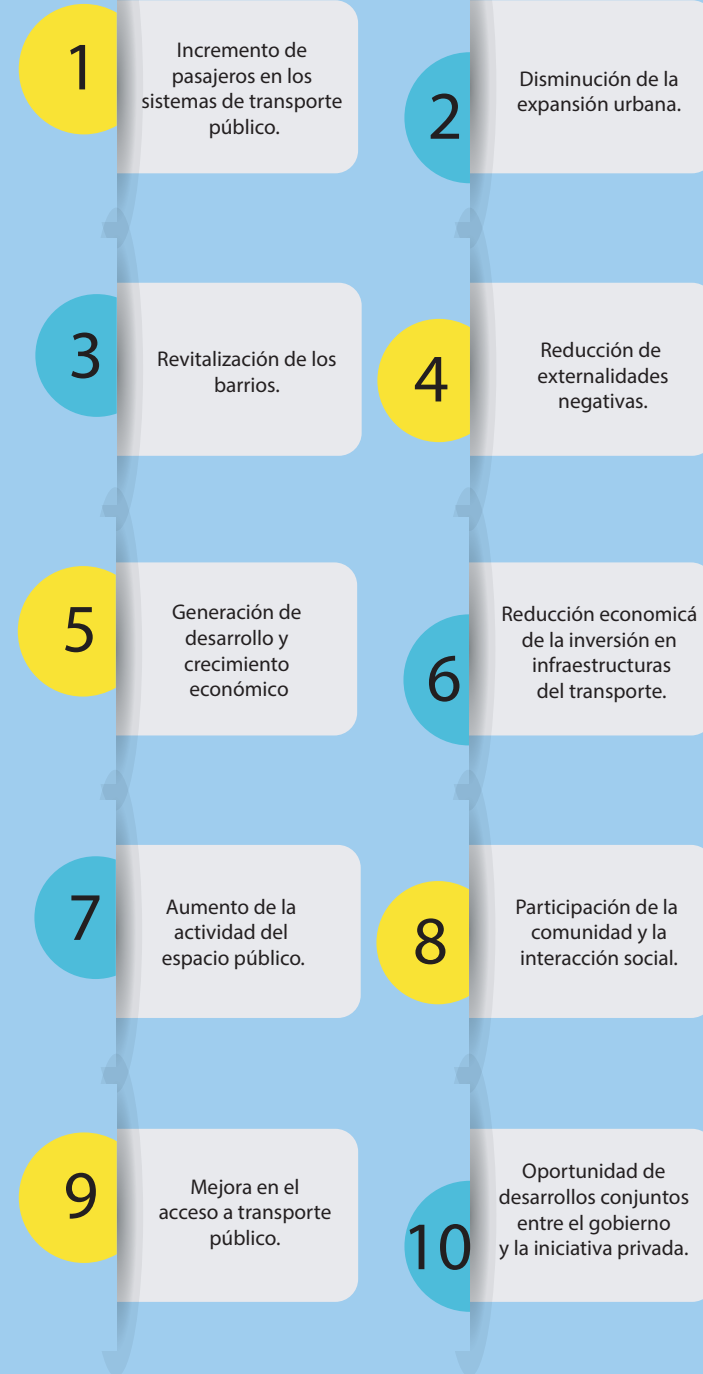 1
Incremento de
pasajeros en los
sistemas de transporte
público.
2
Disminución de la
expansión urbana.
3
Revitalización de los
barrios.
4
Reducción de
externalidades
negativas.
5
Generación de
desarrollo y
crecimiento
económico
6
Reducción economicá
de la inversión en
infraestructuras
del transporte.
7
Aumento de la
actividad del
espacio público.
8
Participación de la
comunidad y la
interacción social.
9
Mejora en el
acceso a transporte
público.
10
Oportunidad de
desarrollos conjuntos
entre el gobierno
y la iniciativa privada.